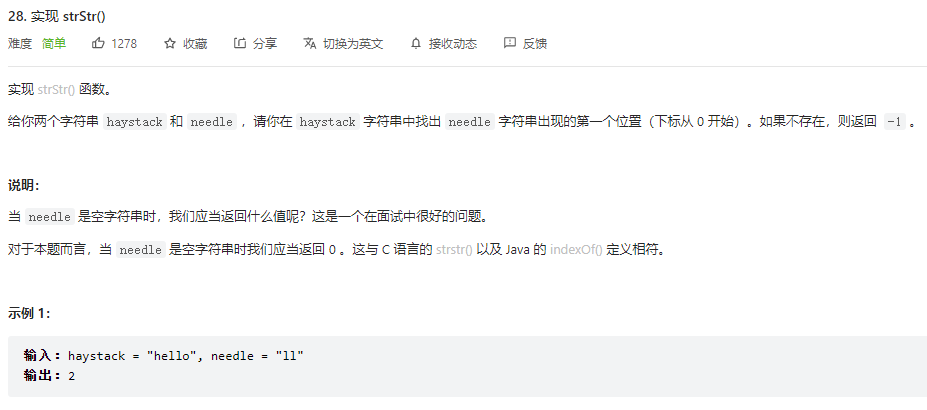 28. 实现 strStr()
难度 简单 1278 收藏 分享 切换为英文 接收动态 反馈
实现 strStr() 函数。
给你两个字符串 haystack 和 needle ，请你在 haystack 字符串中找出 needle 字符串出现的第一个位置（下标从 0 开始）。如果不存在，则返回 -1 。
说明：
当 needle 是空字符串时，我们应当返回什么值呢？这是一个在面试中很好的问题。
对于本题而言，当 needle 是空字符串时我们应当返回 0 。这与 C 语言的 strstr() 以及 Java 的 indexOf() 定义相符。
示例 1：
输入：haystack = "hello", needle = "ll"
输出：2